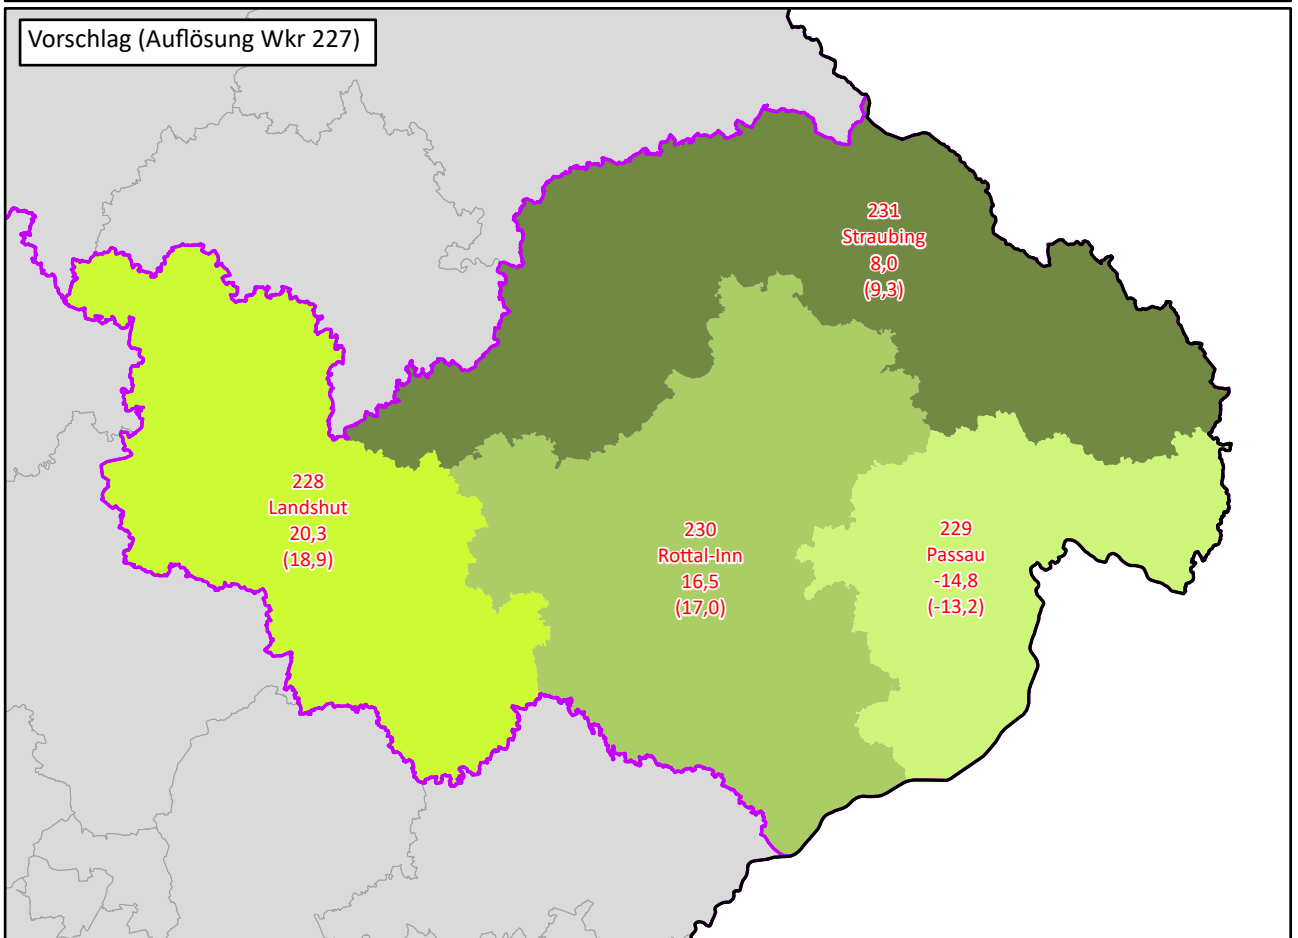 Vorschlag (Auflösung Wkr 227)
231
Straubing
8,0
(9,3)
228
Landshut
20,3
(18,9)
230
Rottal-Inn
16,5
(17,0)
229
Passau
-14,8
(-13,2)